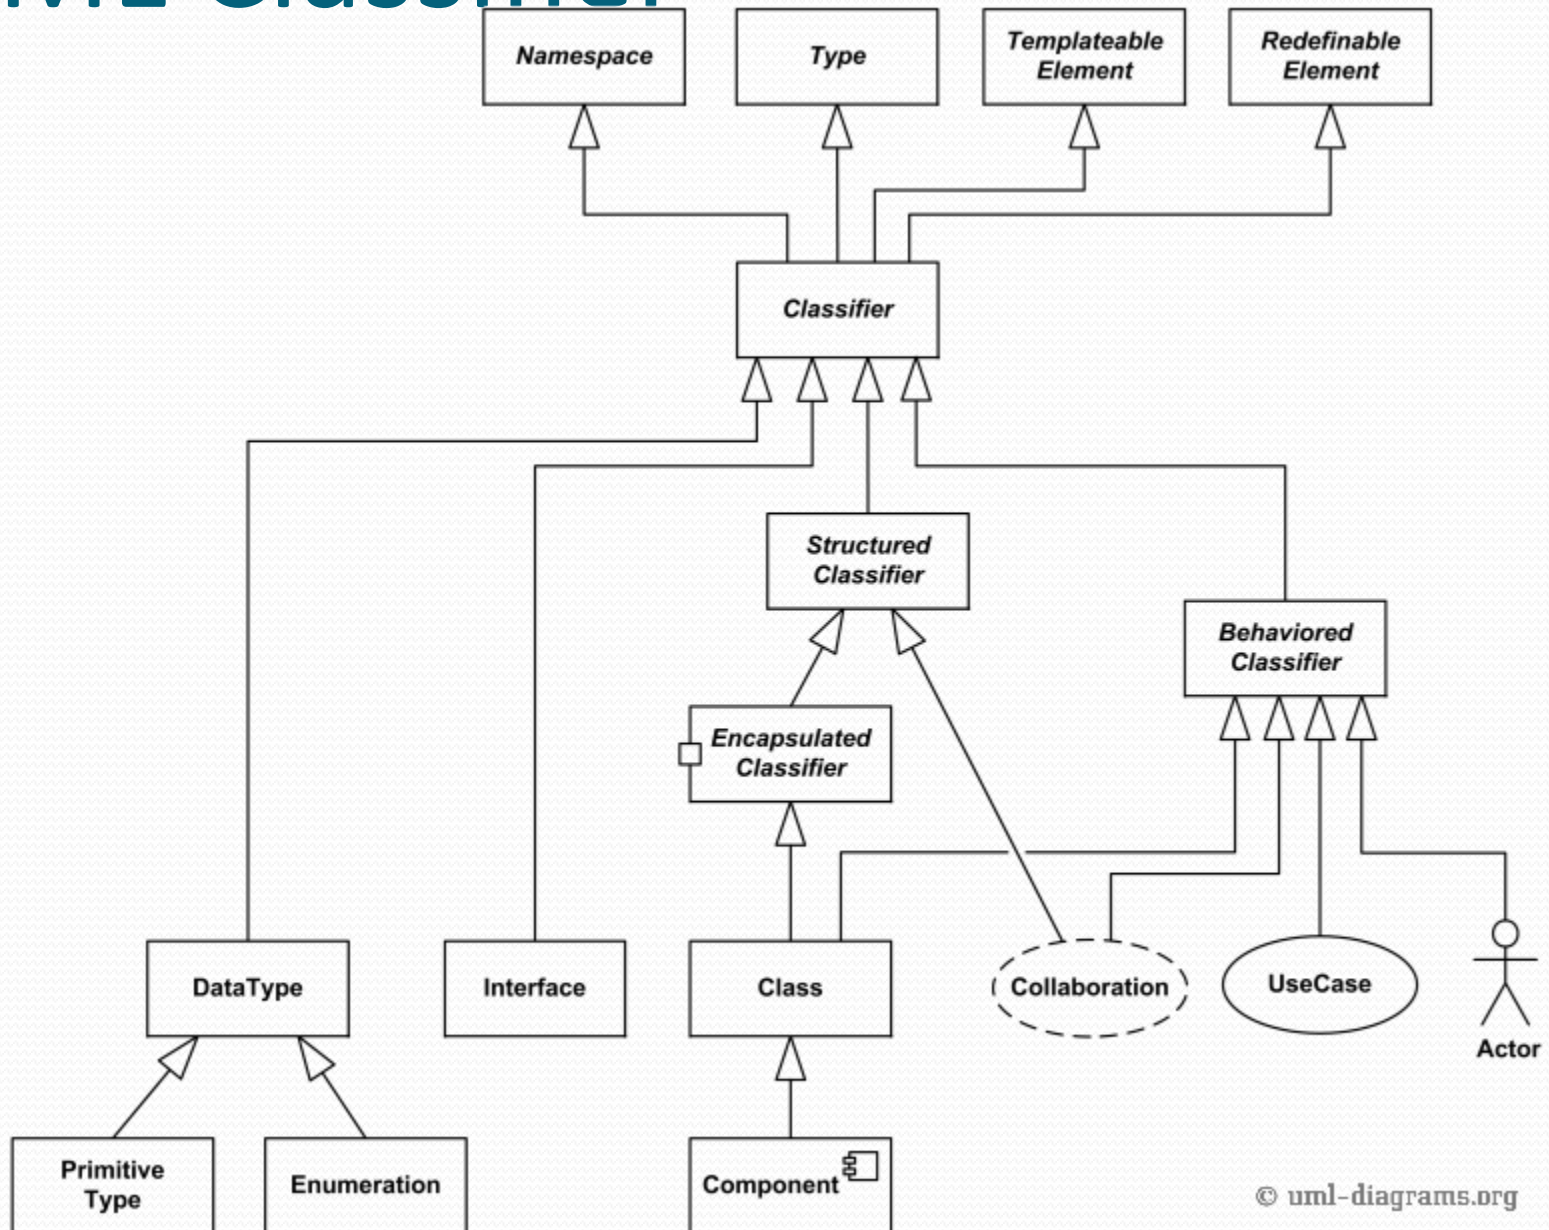 Namespace
Type
Templateable
Element
Redefinable
Element
Classifier
Structured
Classifier
Behaviored
Classifier
Encapsulated
Classifier
DataType
Interface
Class
Collaboration
UseCase
Actor
Primitive
Type
Enumeration
Component
© uml-diagrams.org